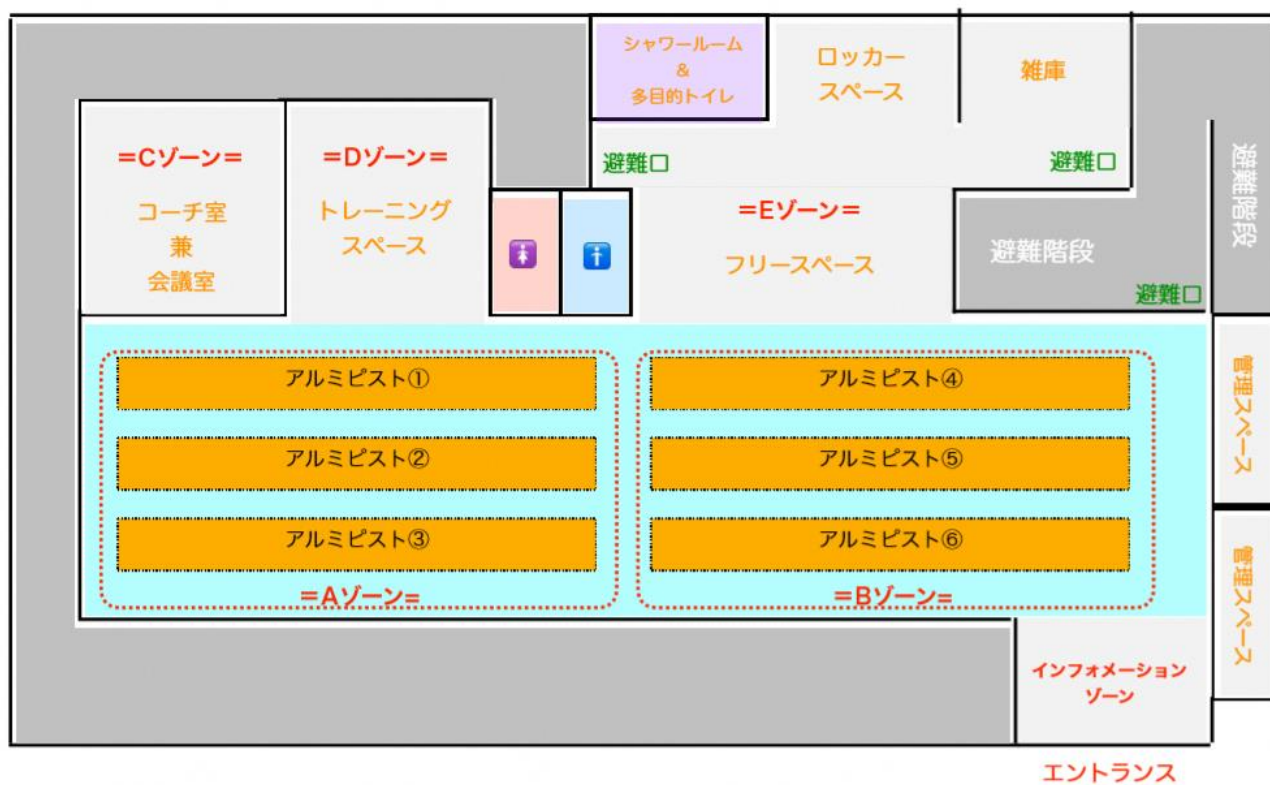 シャワールーム
&
多目的トイレ
ロッカー
スペース
雑庫
=Cゾーン=
コーチ室
兼
会議室
=Dゾーン=
トレーニング
スペース
避難口
避難口
=Eゾーン=
フリースペース
避難階段
避難口
避難階段
アルミピスト①
アルミピスト②
アルミピスト③
=Aゾーン=
アルミピスト④
アルミピスト⑤
アルミピスト⑥
=Bゾーン=
管理スペース
管理スペース
インフォメーション
ゾーン
エントランス